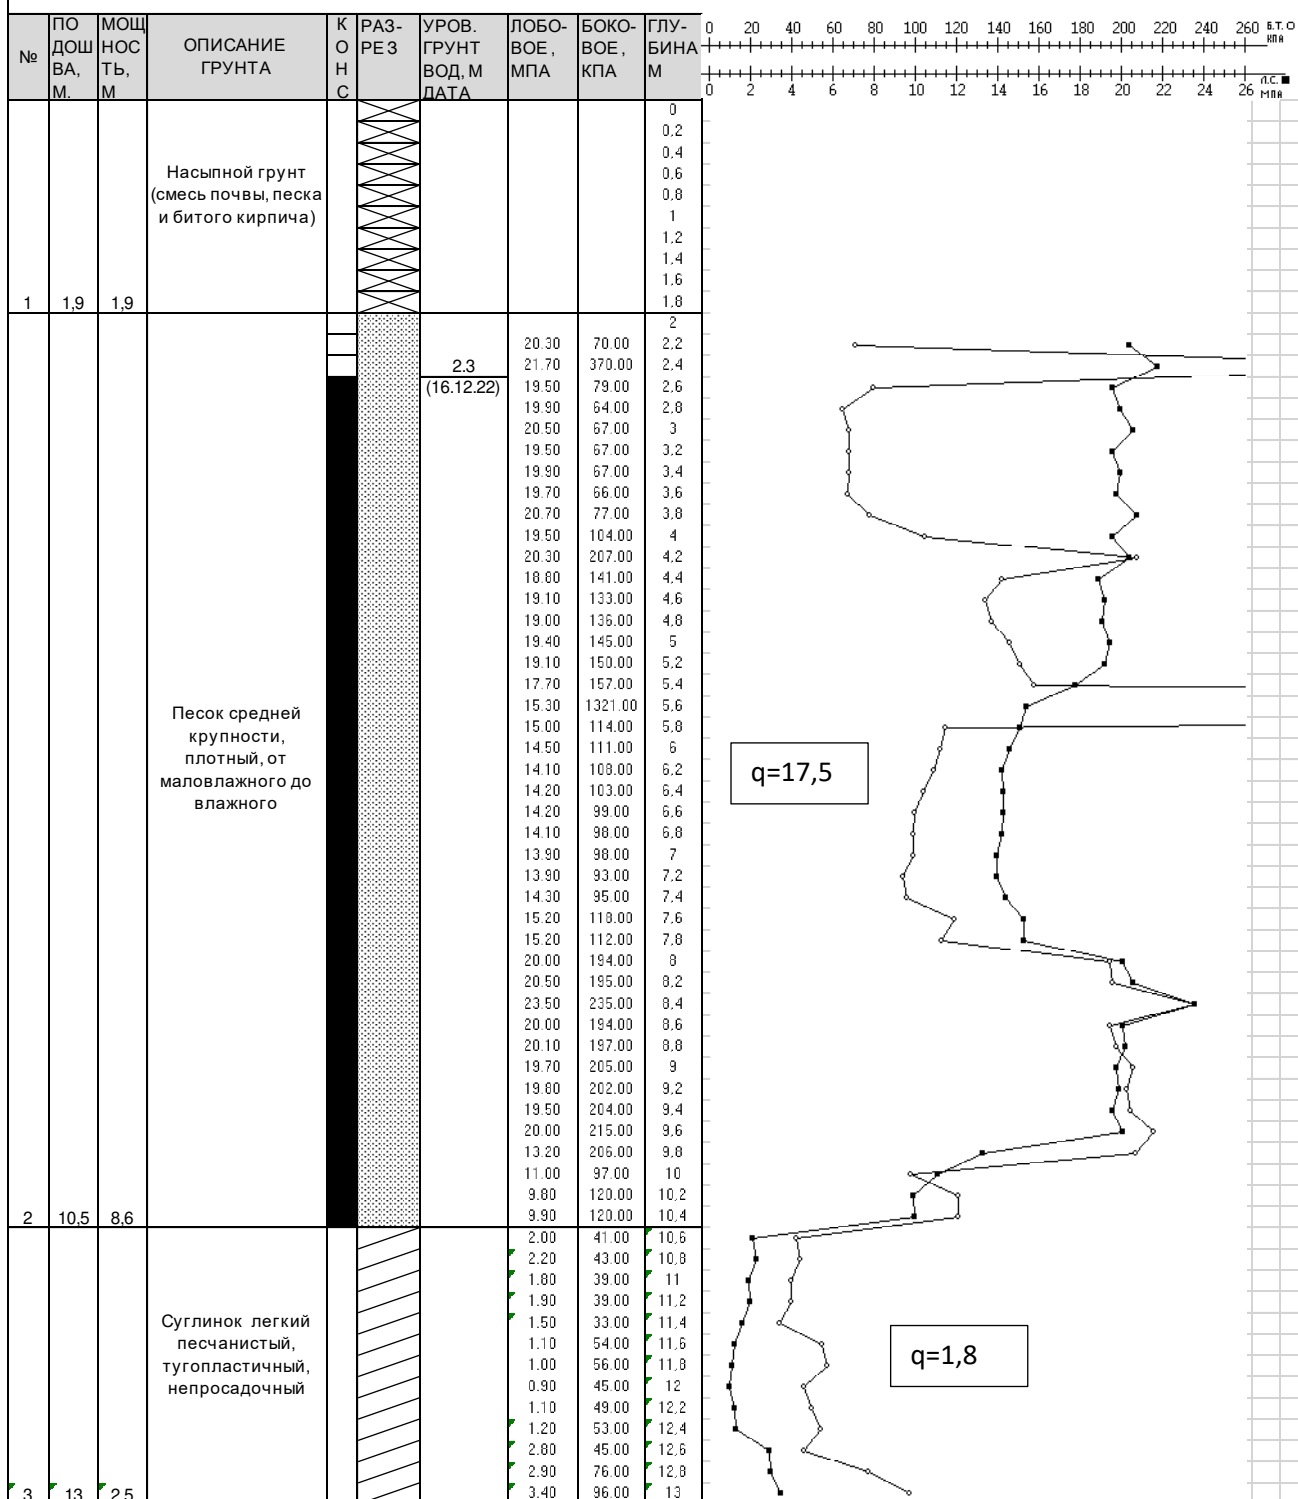 №
ПО
ДОШ
ВА,
М.
МОЩ
НОС
ТЬ,
М
ОПИСАНИЕ
ГРУНТА
К
О
Н
С
РАЗ-
РЕЗ
УРОВ.
ГРУНТ
ВОД, М
ДАТА
ЛОБО-
ВОЕ,
МПА
БОКО-
ВОЕ,
КПА
ГЛУ-
БИНА
М
0 20 40 60 80 100 120 140 160 180 200 220 240 260 Б.Т. О
КПА
Л.С. ■
0 2 4 6 8 10 12 14 16 18 20 22 24 26 МПА
0
0,2
0,4
0,6
0,8
1
1,2
1,4
1,6
1,8
Насыпной грунт
(смесь почвы, песка
и битого кирпича)
1 1,9 1,9
2
20.30 70.00 2,2
21.70 370.00 2,4
19.50 79.00 2,6
19.90 64.00 2,8
20.50 67.00 3
19.50 67.00 3,2
19.90 67.00 3,4
19.70 66.00 3,6
20.70 77.00 3,8
19.50 104.00 4
20.30 207.00 4,2
18.80 141.00 4,4
19.10 133.00 4,6
19.00 136.00 4,8
19.40 145.00 5
19.10 150.00 5,2
17.70 157.00 5,4
15.30 1321.00 5,6
15.00 114.00 5,8
14.50 111.00 6
14.10 108.00 6,2
14.20 103.00 6,4
14.20 99.00 6,6
14.10 98.00 6,8
13.90 98.00 7
13.90 93.00 7,2
14.30 95.00 7,4
15.20 118.00 7,6
15.20 112.00 7,8
20.00 194.00 8
20.50 195.00 8,2
23.50 235.00 8,4
20.00 194.00 8,6
20.10 197.00 8,8
19.70 205.00 9
19.80 202.00 9,2
19.50 204.00 9,4
20.00 215.00 9,6
13.20 206.00 9,8
11.00 97.00 10
9.80 120.00 10,2
9.90 120.00 10,4
2.3
(16.12.22)
Песок средней
крупности,
плотный, от
маловлажного до
влажного
q=17,5
2 10,5 8,6
2.00 41.00 10,6
2.20 43.00 10,8
1.80 39.00 11
1.90 39.00 11,2
1.50 33.00 11,4
1.10 54.00 11,6
1.00 56.00 11,8
0.90 45.00 12
1.10 49.00 12,2
1.20 53.00 12,4
2.80 45.00 12,6
2.90 76.00 12,8
3.40 96.00 13
Суглинок легкий
песчанистый,
тугопластичный,
непросадочный
q=1,8
3 13 2,5